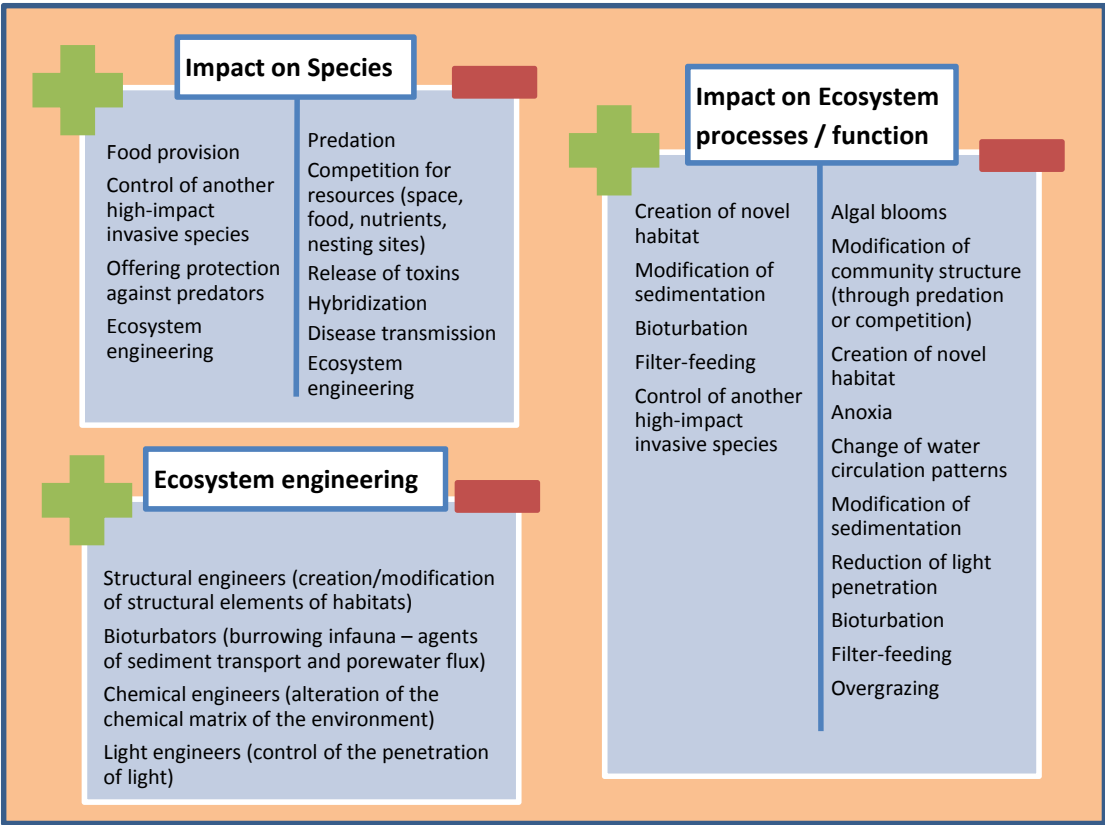 Impact on Species
Food provision
Control of another
high-impact
invasive species
Offering protection
against predators
Ecosystem
engineering
Predation
Competition for
resources (space,
food, nutrients,
nesting sites)
Release of toxins
Hybridization
Disease transmission
Ecosystem
engineering
Ecosystem engineering
Structural engineers (creation/modification
of structural elements of habitats)
Bioturbators (burrowing infauna – agents
of sediment transport and porewater flux)
Chemical engineers (alteration of the
chemical matrix of the environment)
Light engineers (control of the penetration
of light)
Impact on Ecosystem
processes / function
Creation of novel
habitat
Modification of
sedimentation
Bioturbation
Filter-feeding
Control of another
high-impact
invasive species
Algal blooms
Modification of
community structure
(through predation
or competition)
Creation of novel
habitat
Anoxia
Change of water
circulation patterns
Modification of
sedimentation
Reduction of light
penetration
Bioturbation
Filter-feeding
Overgrazing